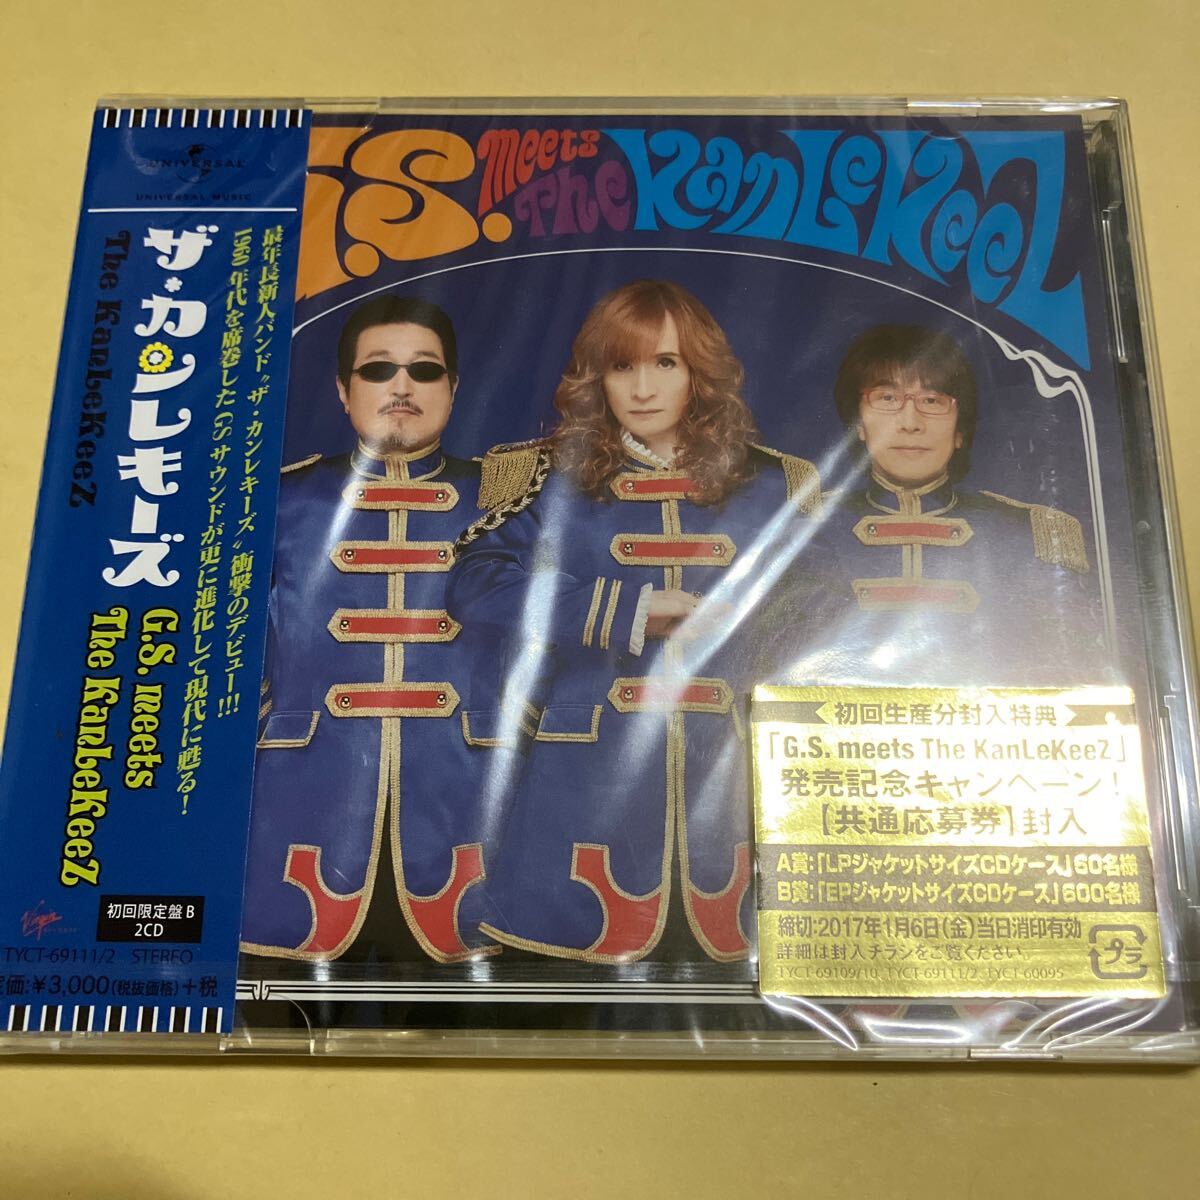 UNIVERSAL
UNIVERSAL MUSIC
ザ・カンレキーズ
The KanLeKeeZ
最年長新人バンド“ザ・カンレキーズ”衝撃のデビュー!!!
1960年代を席巻したGSサウンドが更に進化して現代に甦る!
G.S. meets
The KanLeKeeZ
初回限定盤 B
2CD
Virgin
TYCT-69111/2 STEREO
定価:¥3,000(税抜価格)+税
G.S. meets The KanLeKeeZ
初回生産分封入特典
「G.S. meets The KanLeKeeZ」
発売記念キャンペーン!
【共通応募券】封入
A賞:「LPジャケットサイズCDケース」60名様
B賞:「EPジャケットサイズCDケース」600名様
締切:2017年1月6日(金)当日消印有効
詳細は封入チラシをご覧ください。
TYCT-69109/10, TYCT-69111/2, TYCT-60095
プラ